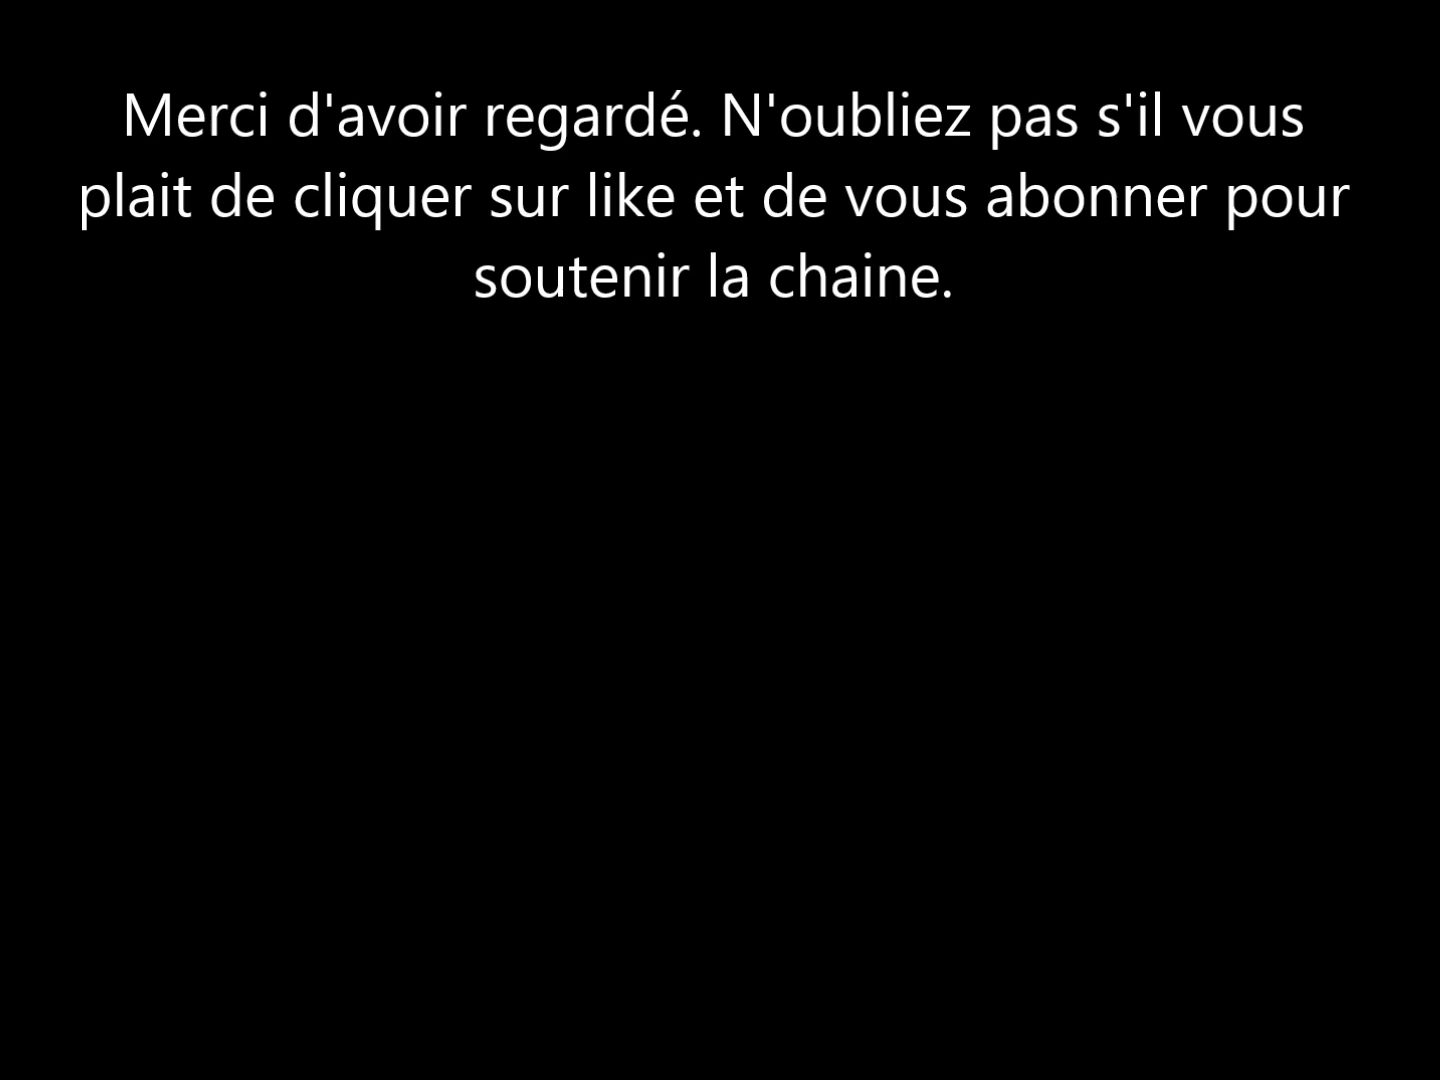 Merci d'avoir regardé. N'oubliez pas s'il vous
plait de cliquer sur like et de vous abonner pour
soutenir la chaine.